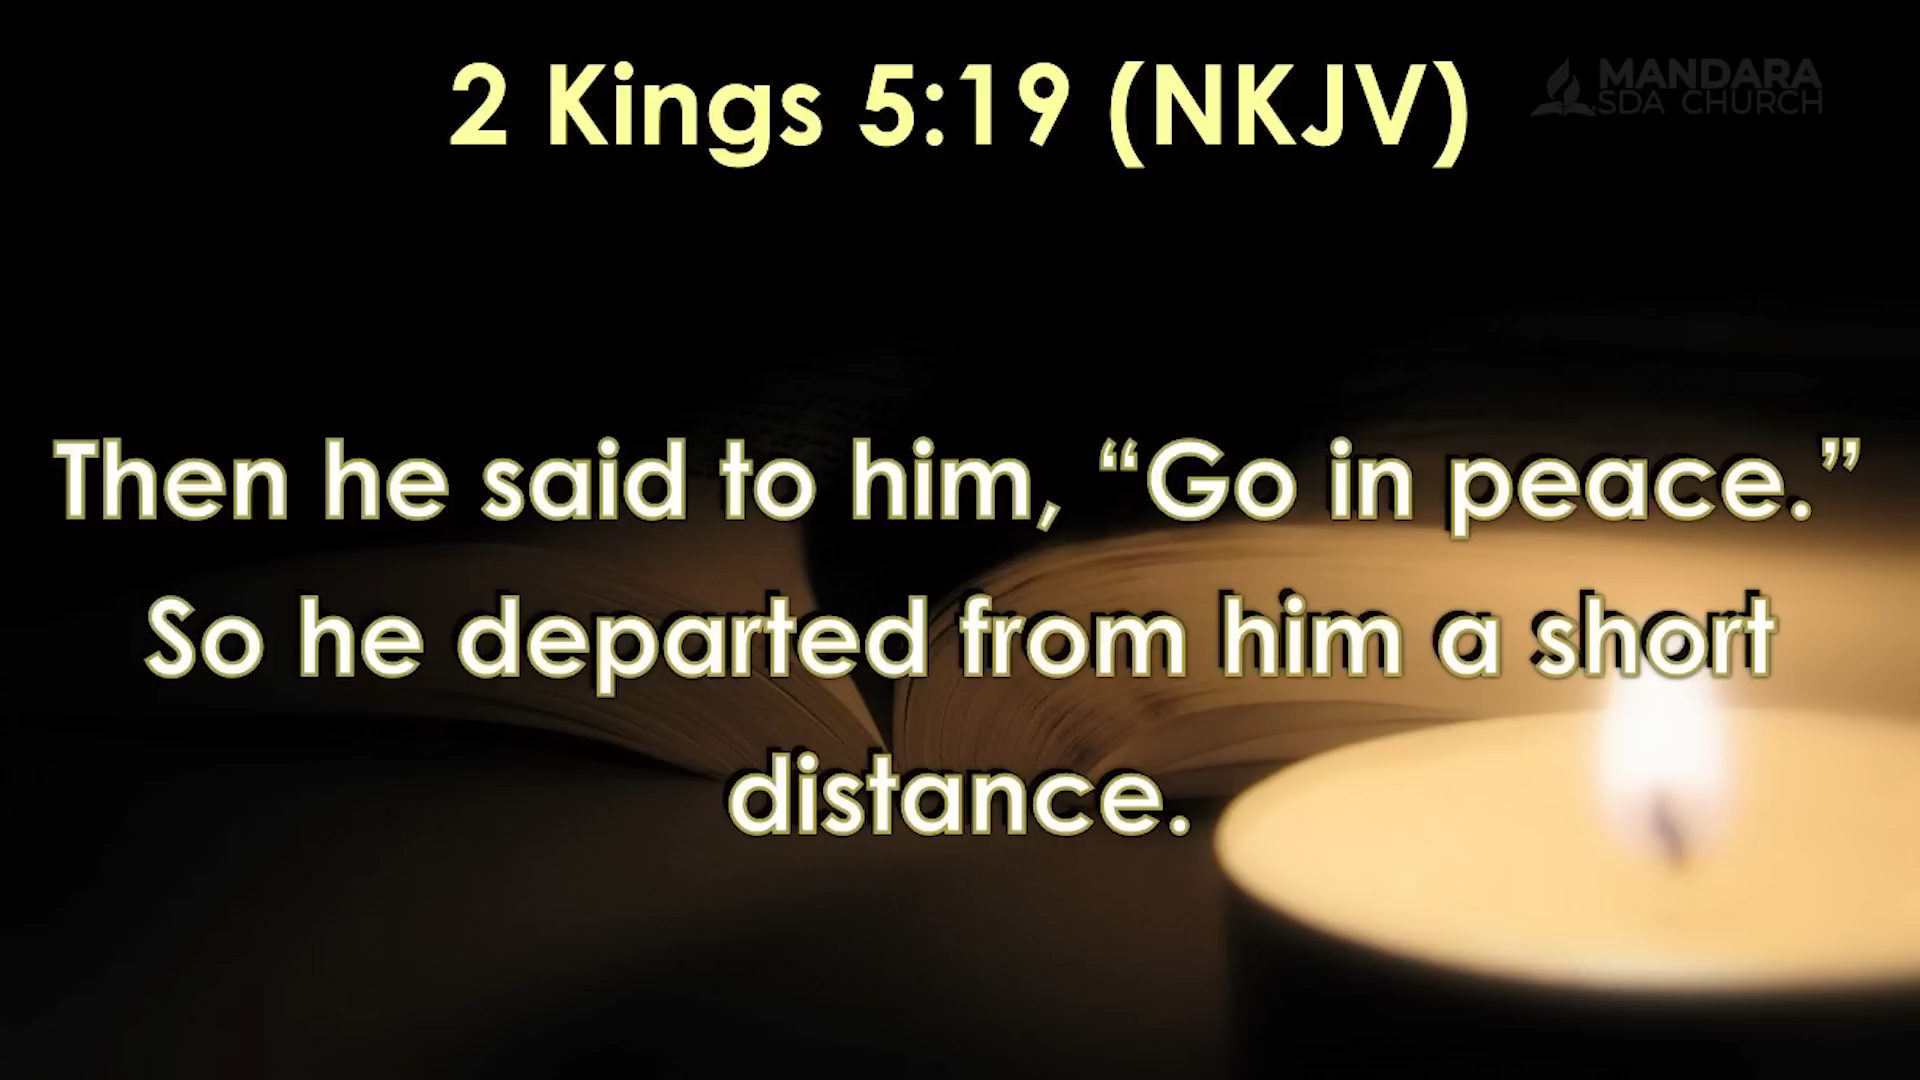 2 Kings 5:19 (NKJV)
MANDARA
SDA CHURCH
Then he said to him, “Go in peace.”
So he departed from him a short
distance.